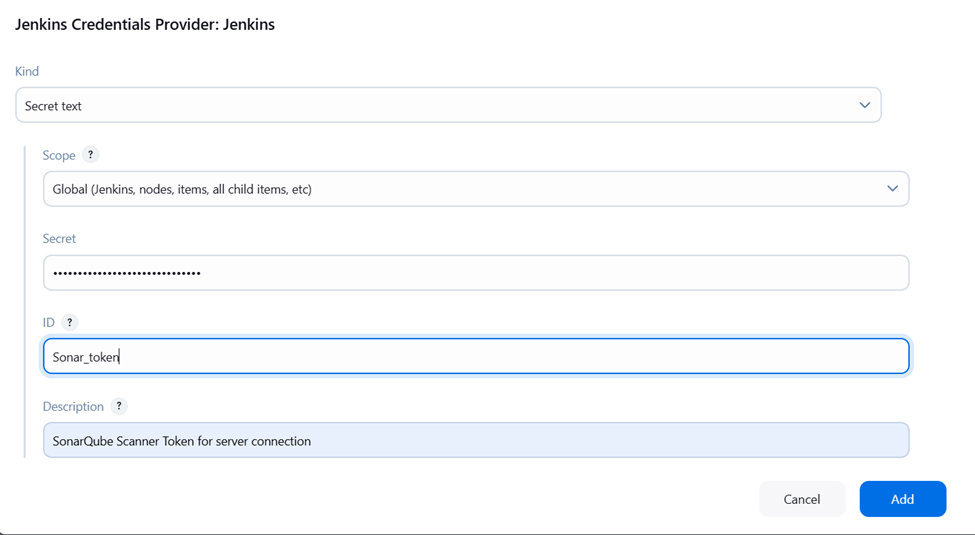 Jenkins Credentials Provider: Jenkins
Kind
Secret text
Scope ?
Global (Jenkins, nodes, items, all child items, etc)
Secret
••••••••••••••••••••••••••••••
ID ?
Sonar_token
Description ?
SonarQube Scanner Token for server connection
Cancel Add